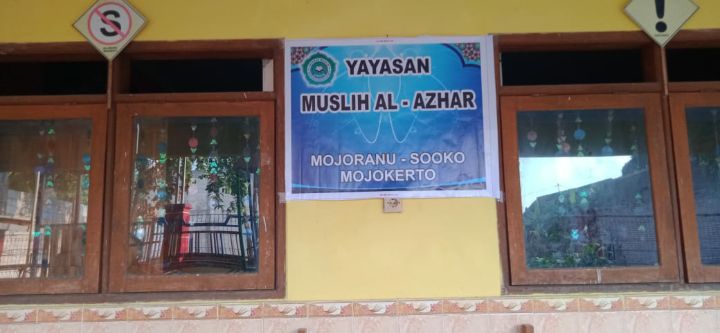 S
YAYASAN
MUSLIH AL - AZHAR
MOJORANU - SOOKO
MOJOKERTO
!